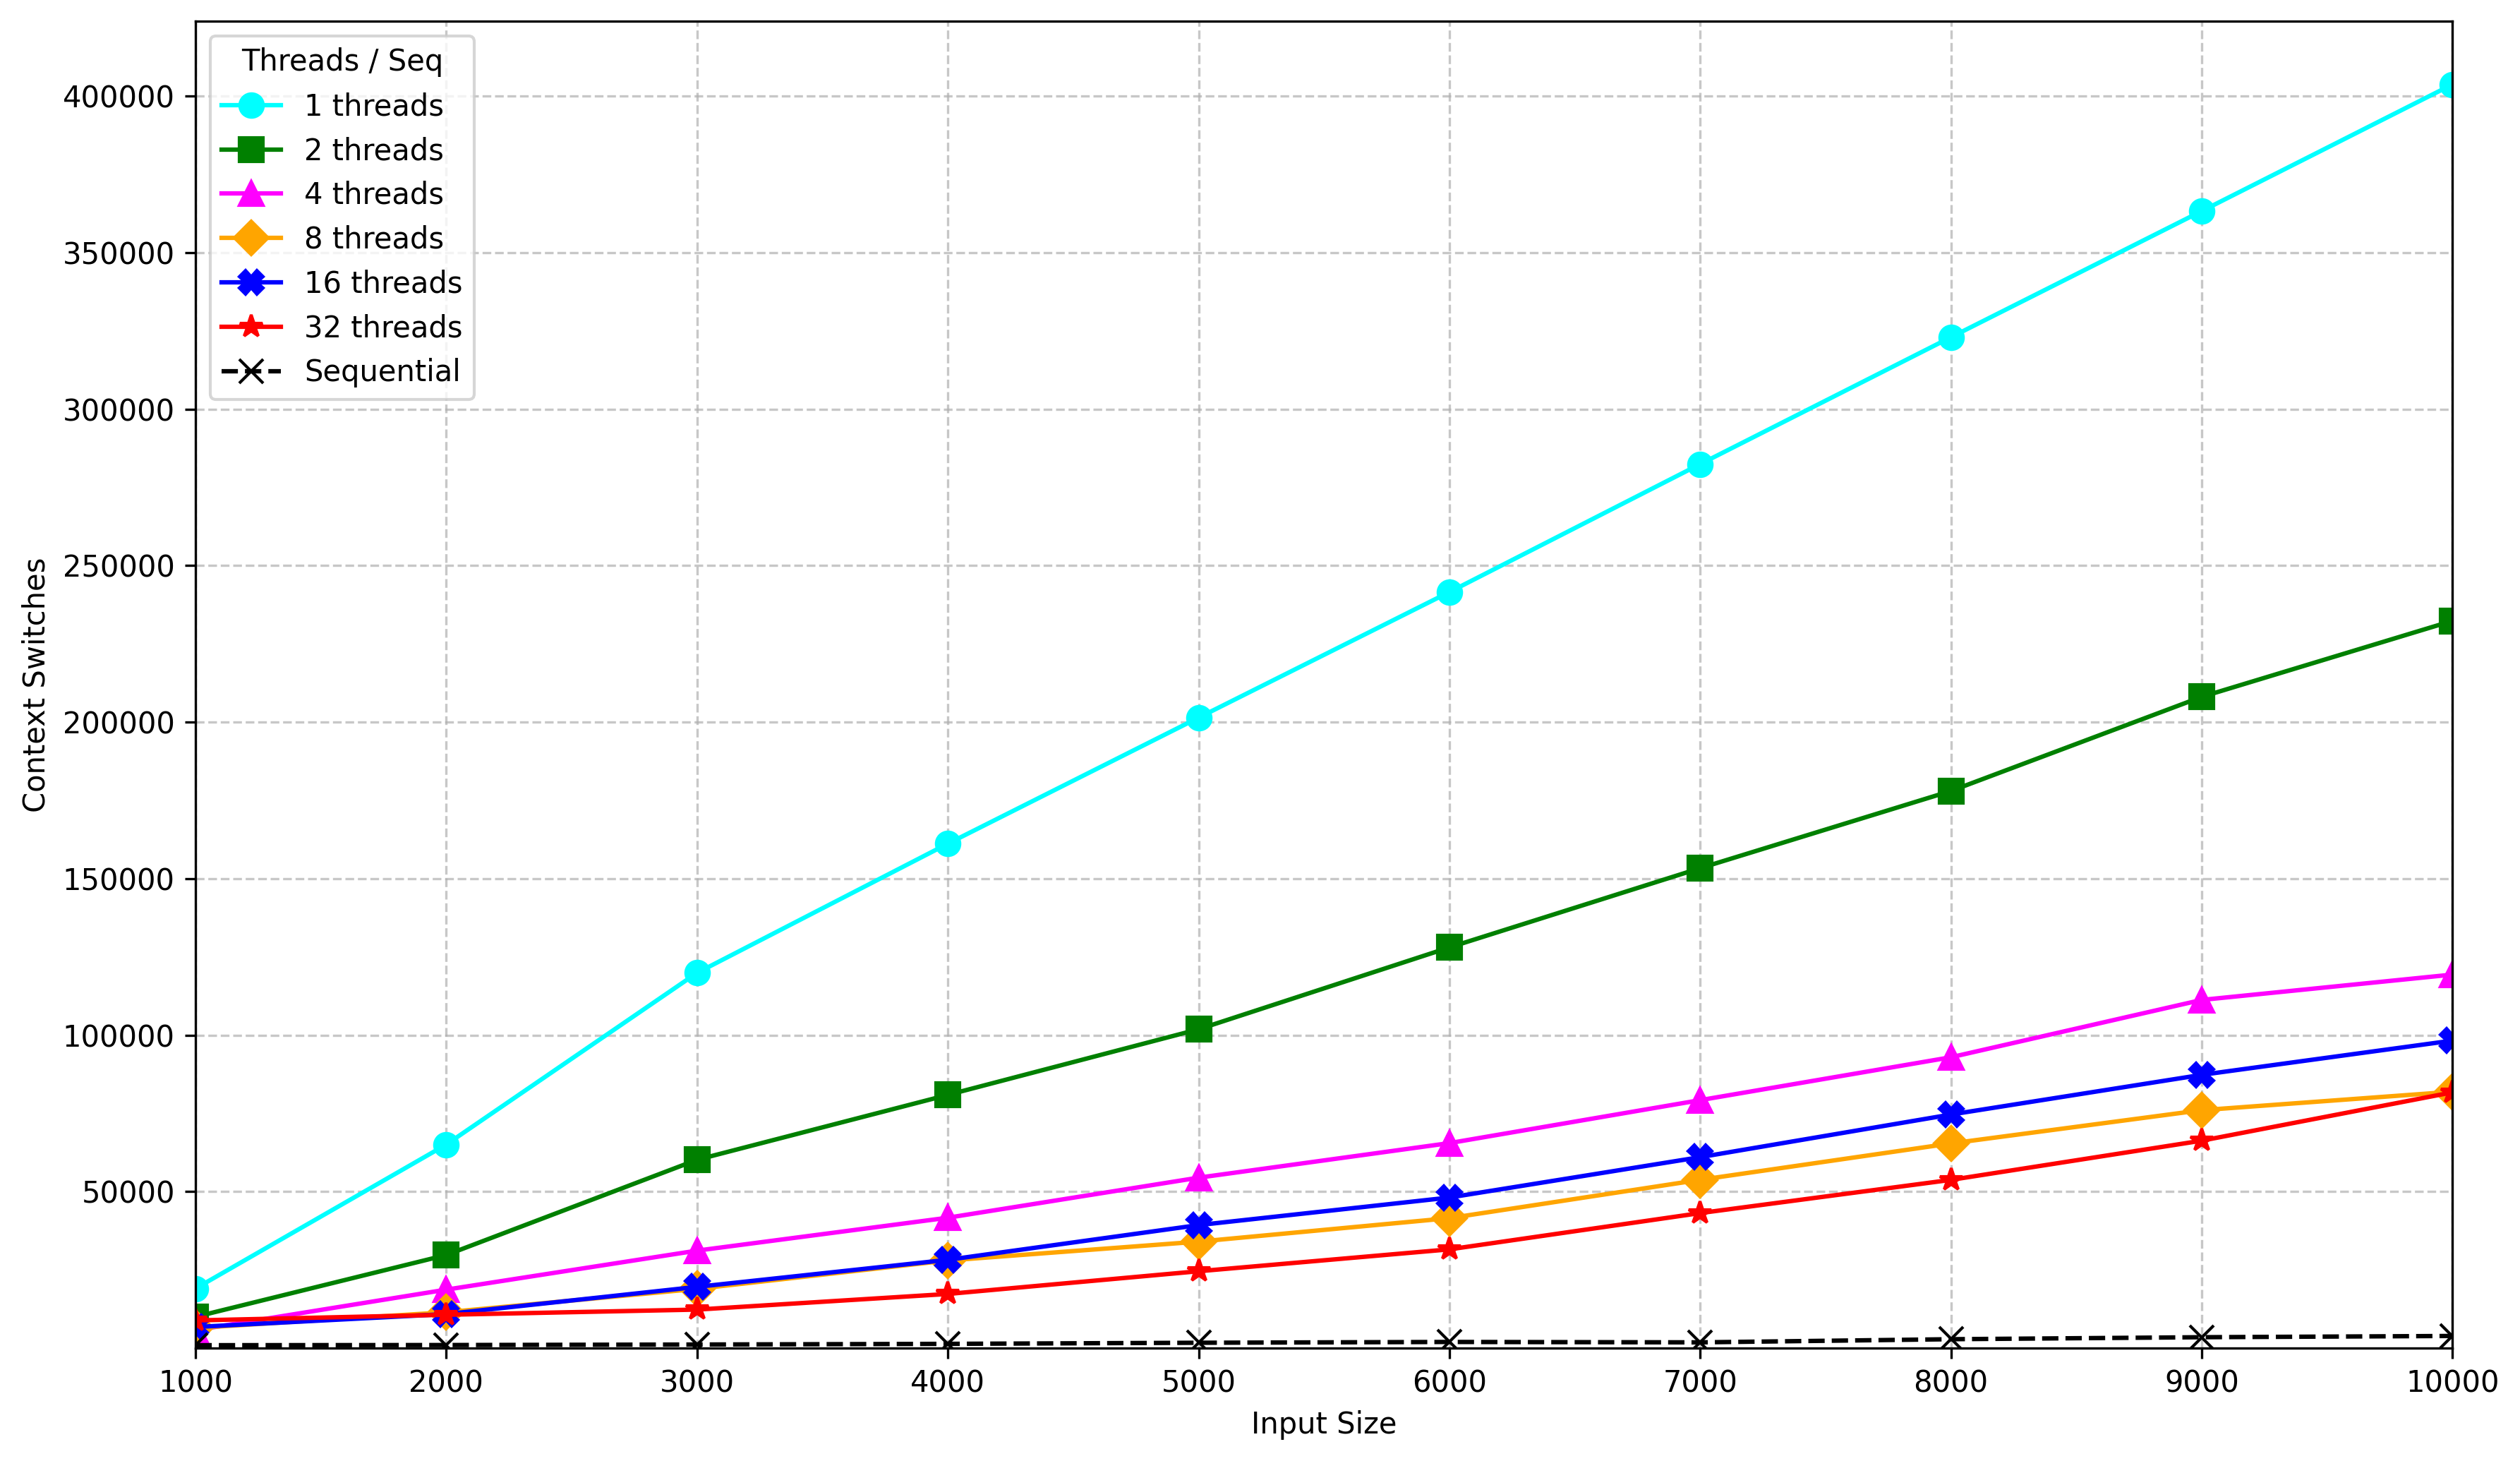 Threads / Seq
1 threads
2 threads
4 threads
8 threads
16 threads
32 threads
Sequential
400000
350000
300000
250000
200000
150000
100000
50000
Context Switches
1000 2000 3000 4000 5000 6000 7000 8000 9000 10000
Input Size